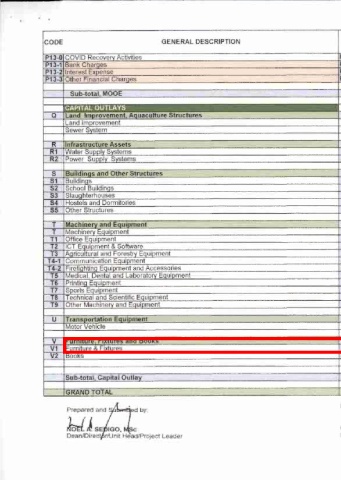 CODE GENERAL DESCRIPTION
P13-8 COVID Recovery Activities
P13-1 Bank Charges
P13-2 Interest Expense
P13-3 Other Financial Charges
Sub-total, MOOE
CAPITAL OUTLAYS
Q Land Improvement, Aquaculture Structures
Land improvement
Sewer System
R Infrastructure Assets
R1 Water Supply Systems
R2 Power Supply Systems
S Buildings and Other Structures
S1 Buildings
S2 School Buildings
S3 Slaughterhouses
S4 Hostels and Dormitories
S5 Other Structures
T Machinery and Equipment
T Machinery Equipment
T1 Office Equipment
T2 ICT Equipment & Software
T3 Agricultural and Forestry Equipment
T4-1 Communication Equipment
T4-2 Firefighting Equipment and Accessories
T5 Medical, Dental and Laboratory Equipment
T6 Printing Equipment
T7 Sports Equipment
T8 Technical and Scientific Equipment
T9 Other Machinery and Equipment
U Transportation Equipment
Motor Vehicle
V Furniture, Fixtures and Books
V1 Furniture & Fixtures
V2 Books
Sub-total, Capital Outlay
GRAND TOTAL
Prepared and Submitted by:
NOEL A. SEDIGO, MSc
Dean/Director/Unit Head/Project Leader